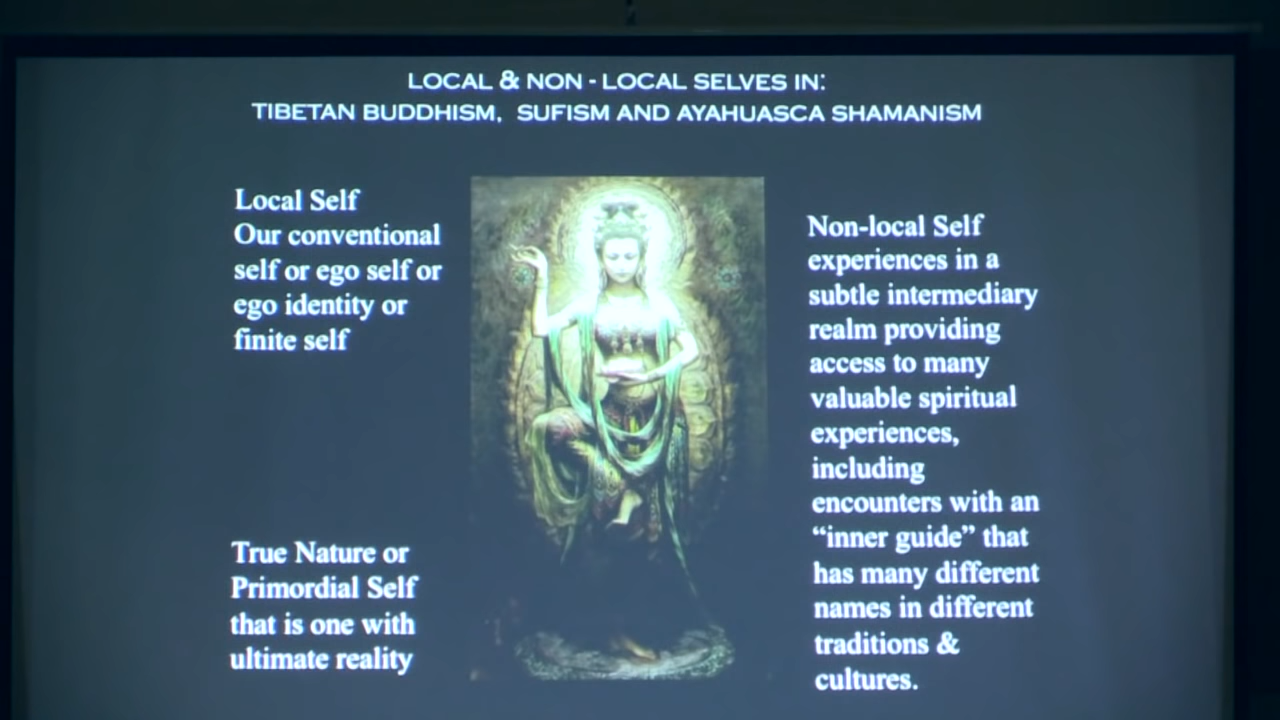 LOCAL & NON - LOCAL SELVES IN:
TIBETAN BUDDHISM, SUFISM AND AYAHUASCA SHAMANISM
Local Self
Our conventional
self or ego self or
ego identity or
finite self
True Nature or
Primordial Self
that is one with
ultimate reality
Non-local Self
experiences in a
subtle intermediary
realm providing
access to many
valuable spiritual
experiences,
including
encounters with an
“inner guide” that
has many different
names in different
traditions &
cultures.